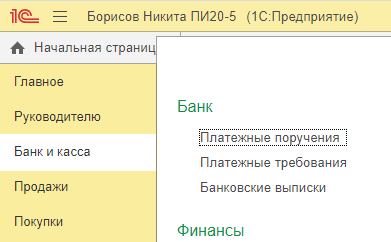 1С Борисов Никита ПИ20-5 (1С:Предприятие)
Начальная страниц
Главное
Руководителю
Банк и касса
Продажи
Покупки
Банк
Платежные поручения
Платежные требования
Банковские выписки
Финансы